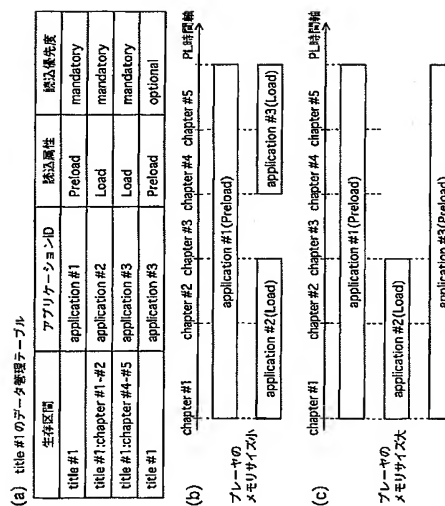 (a) title #1のデータ管理テーブル
生存区間 アプリケーションID 読込属性 読込優先度
title #1 application #1 Preload mandatory
title #1:chapter #1-#2 application #2 Load mandatory
title #1:chapter #4-#5 application #3 Load mandatory
title #1 application #3 Preload optional
(b)
chapter #1 chapter #2 chapter #3 chapter #4 chapter #5 PL時間軸
プレーヤの
メモリサイズ小
application #1(Preload)
application #2(Load) application #3(Load)
(c)
chapter #1 chapter #2 chapter #3 chapter #4 chapter #5 PL時間軸
プレーヤの
メモリサイズ大
application #1(Preload)
application #2(Load)
application #3(Preload)